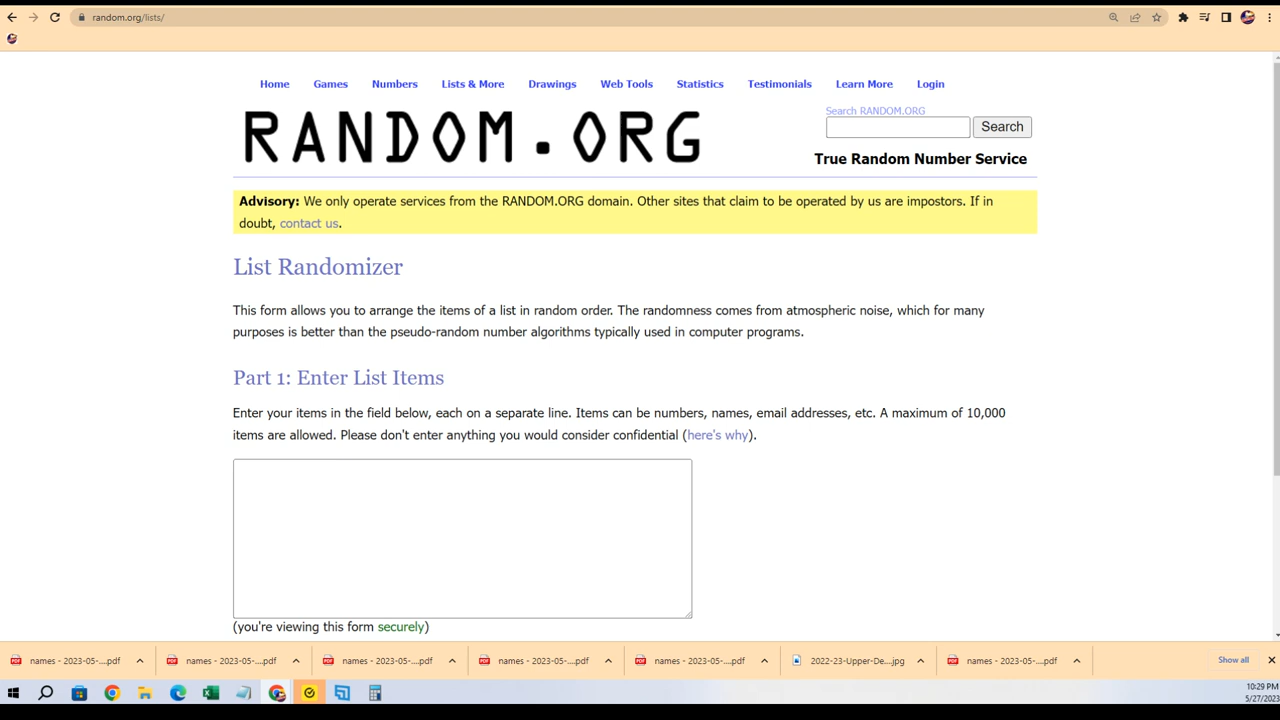 random.org/lists/
Home Games Numbers Lists & More Drawings Web Tools Statistics Testimonials Learn More Login
RANDOM.ORG
Search RANDOM.ORG
Search
True Random Number Service
Advisory: We only operate services from the RANDOM.ORG domain. Other sites that claim to be operated by us are impostors. If in
doubt, contact us.
List Randomizer
This form allows you to arrange the items of a list in random order. The randomness comes from atmospheric noise, which for many
purposes is better than the pseudo-random number algorithms typically used in computer programs.
Part 1: Enter List Items
Enter your items in the field below, each on a separate line. Items can be numbers, names, email addresses, etc. A maximum of 10,000
items are allowed. Please don't enter anything you would consider confidential (here's why).
(you're viewing this form securely)
names - 2023-05-....pdf names - 2023-05-....pdf names - 2023-05-....pdf names - 2023-05-....pdf names - 2023-05-....pdf 2022-23-Upper-De....jpg names - 2023-05-....pdf Show all
10:29 PM
5/27/2023